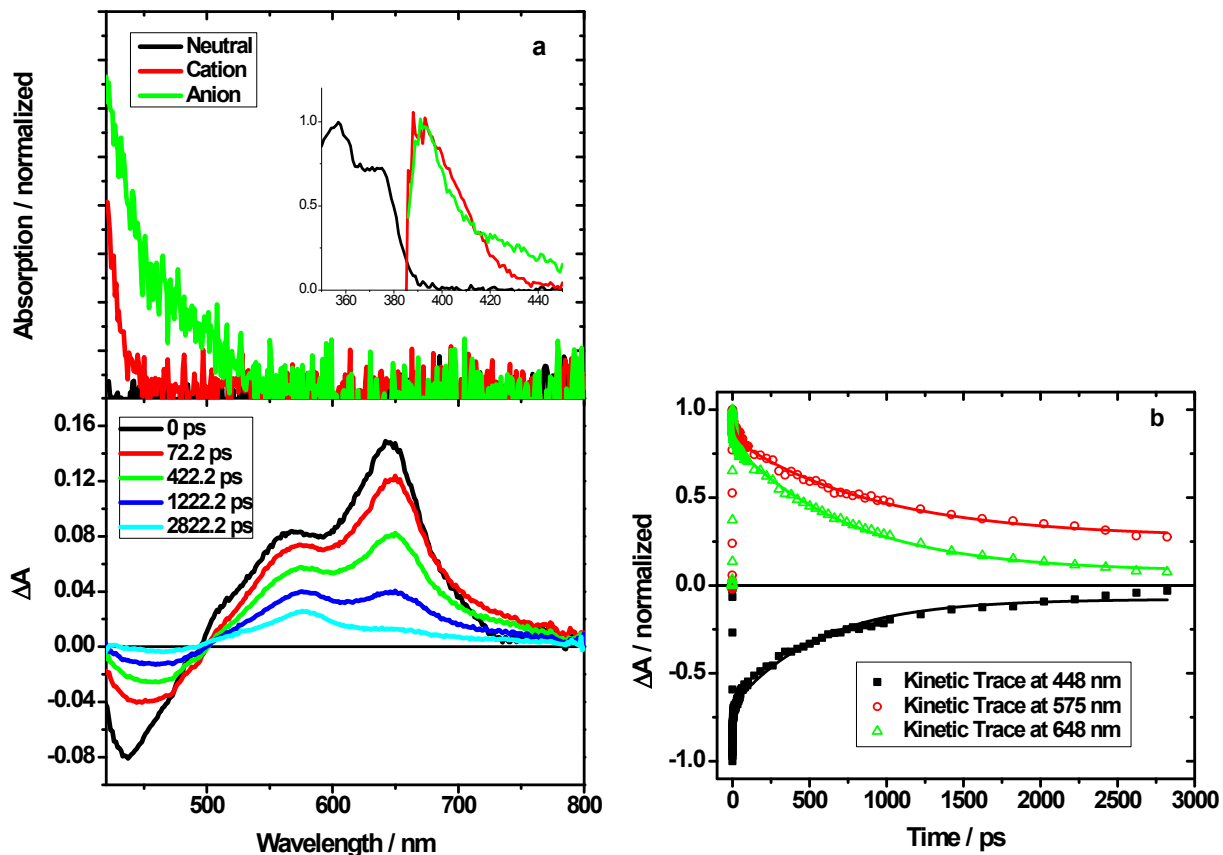 a
Neutral
Cation
Anion
Absorption / normalized
1.0
0.5
0.0
360 380 400 420 440
0 ps
72.2 ps
422.2 ps
1222.2 ps
2822.2 ps
ΔA
0.16
0.12
0.08
0.04
0.00
-0.04
-0.08
500 600 700 800
Wavelength / nm
b
ΔA / normalized
1.0
0.5
0.0
-0.5
-1.0
Kinetic Trace at 448 nm
Kinetic Trace at 575 nm
Kinetic Trace at 648 nm
0 500 1000 1500 2000 2500 3000
Time / ps